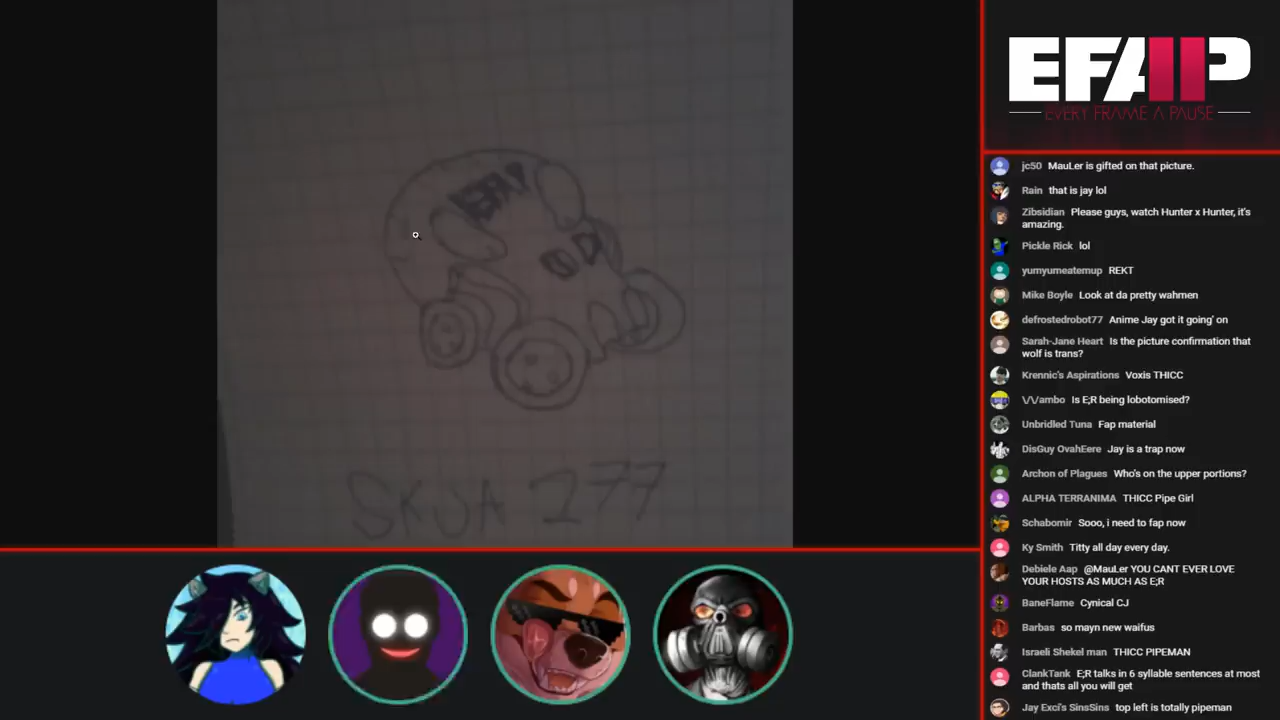 SKUA 277
EFAP
EVERY FRAME A PAUSE
jc50 MauLer is gifted on that picture.
Rain that is jay lol
Zibsidian Please guys, watch Hunter x Hunter, it's
amazing.
Pickle Rick lol
yumyumeatemup REKT
Mike Boyle Look at da pretty wahmen
defrostedrobot77 Anime Jay got it going' on
Sarah-Jane Heart Is the picture confirmation that
wolf is trans?
Krennic's Aspirations Voxis THICC
\/\/ambo Is E;R being lobotomised?
Unbridled Tuna Fap material
DisGuy OvahEere Jay is a trap now
Archon of Plagues Who's on the upper portions?
ALPHA TERRANIMA THICC Pipe Girl
Schabomir Sooo, i need to fap now
Ky Smith Titty all day every day.
Debiele Aap @MauLer YOU CANT EVER LOVE
YOUR HOSTS AS MUCH AS E;R
BaneFlame Cynical CJ
Barbas so mayn new waifus
Israeli Shekel man THICC PIPEMAN
ClankTank E;R talks in 6 syllable sentences at most
and thats all you will get
Jay Exci's SinsSins top left is totally pipeman